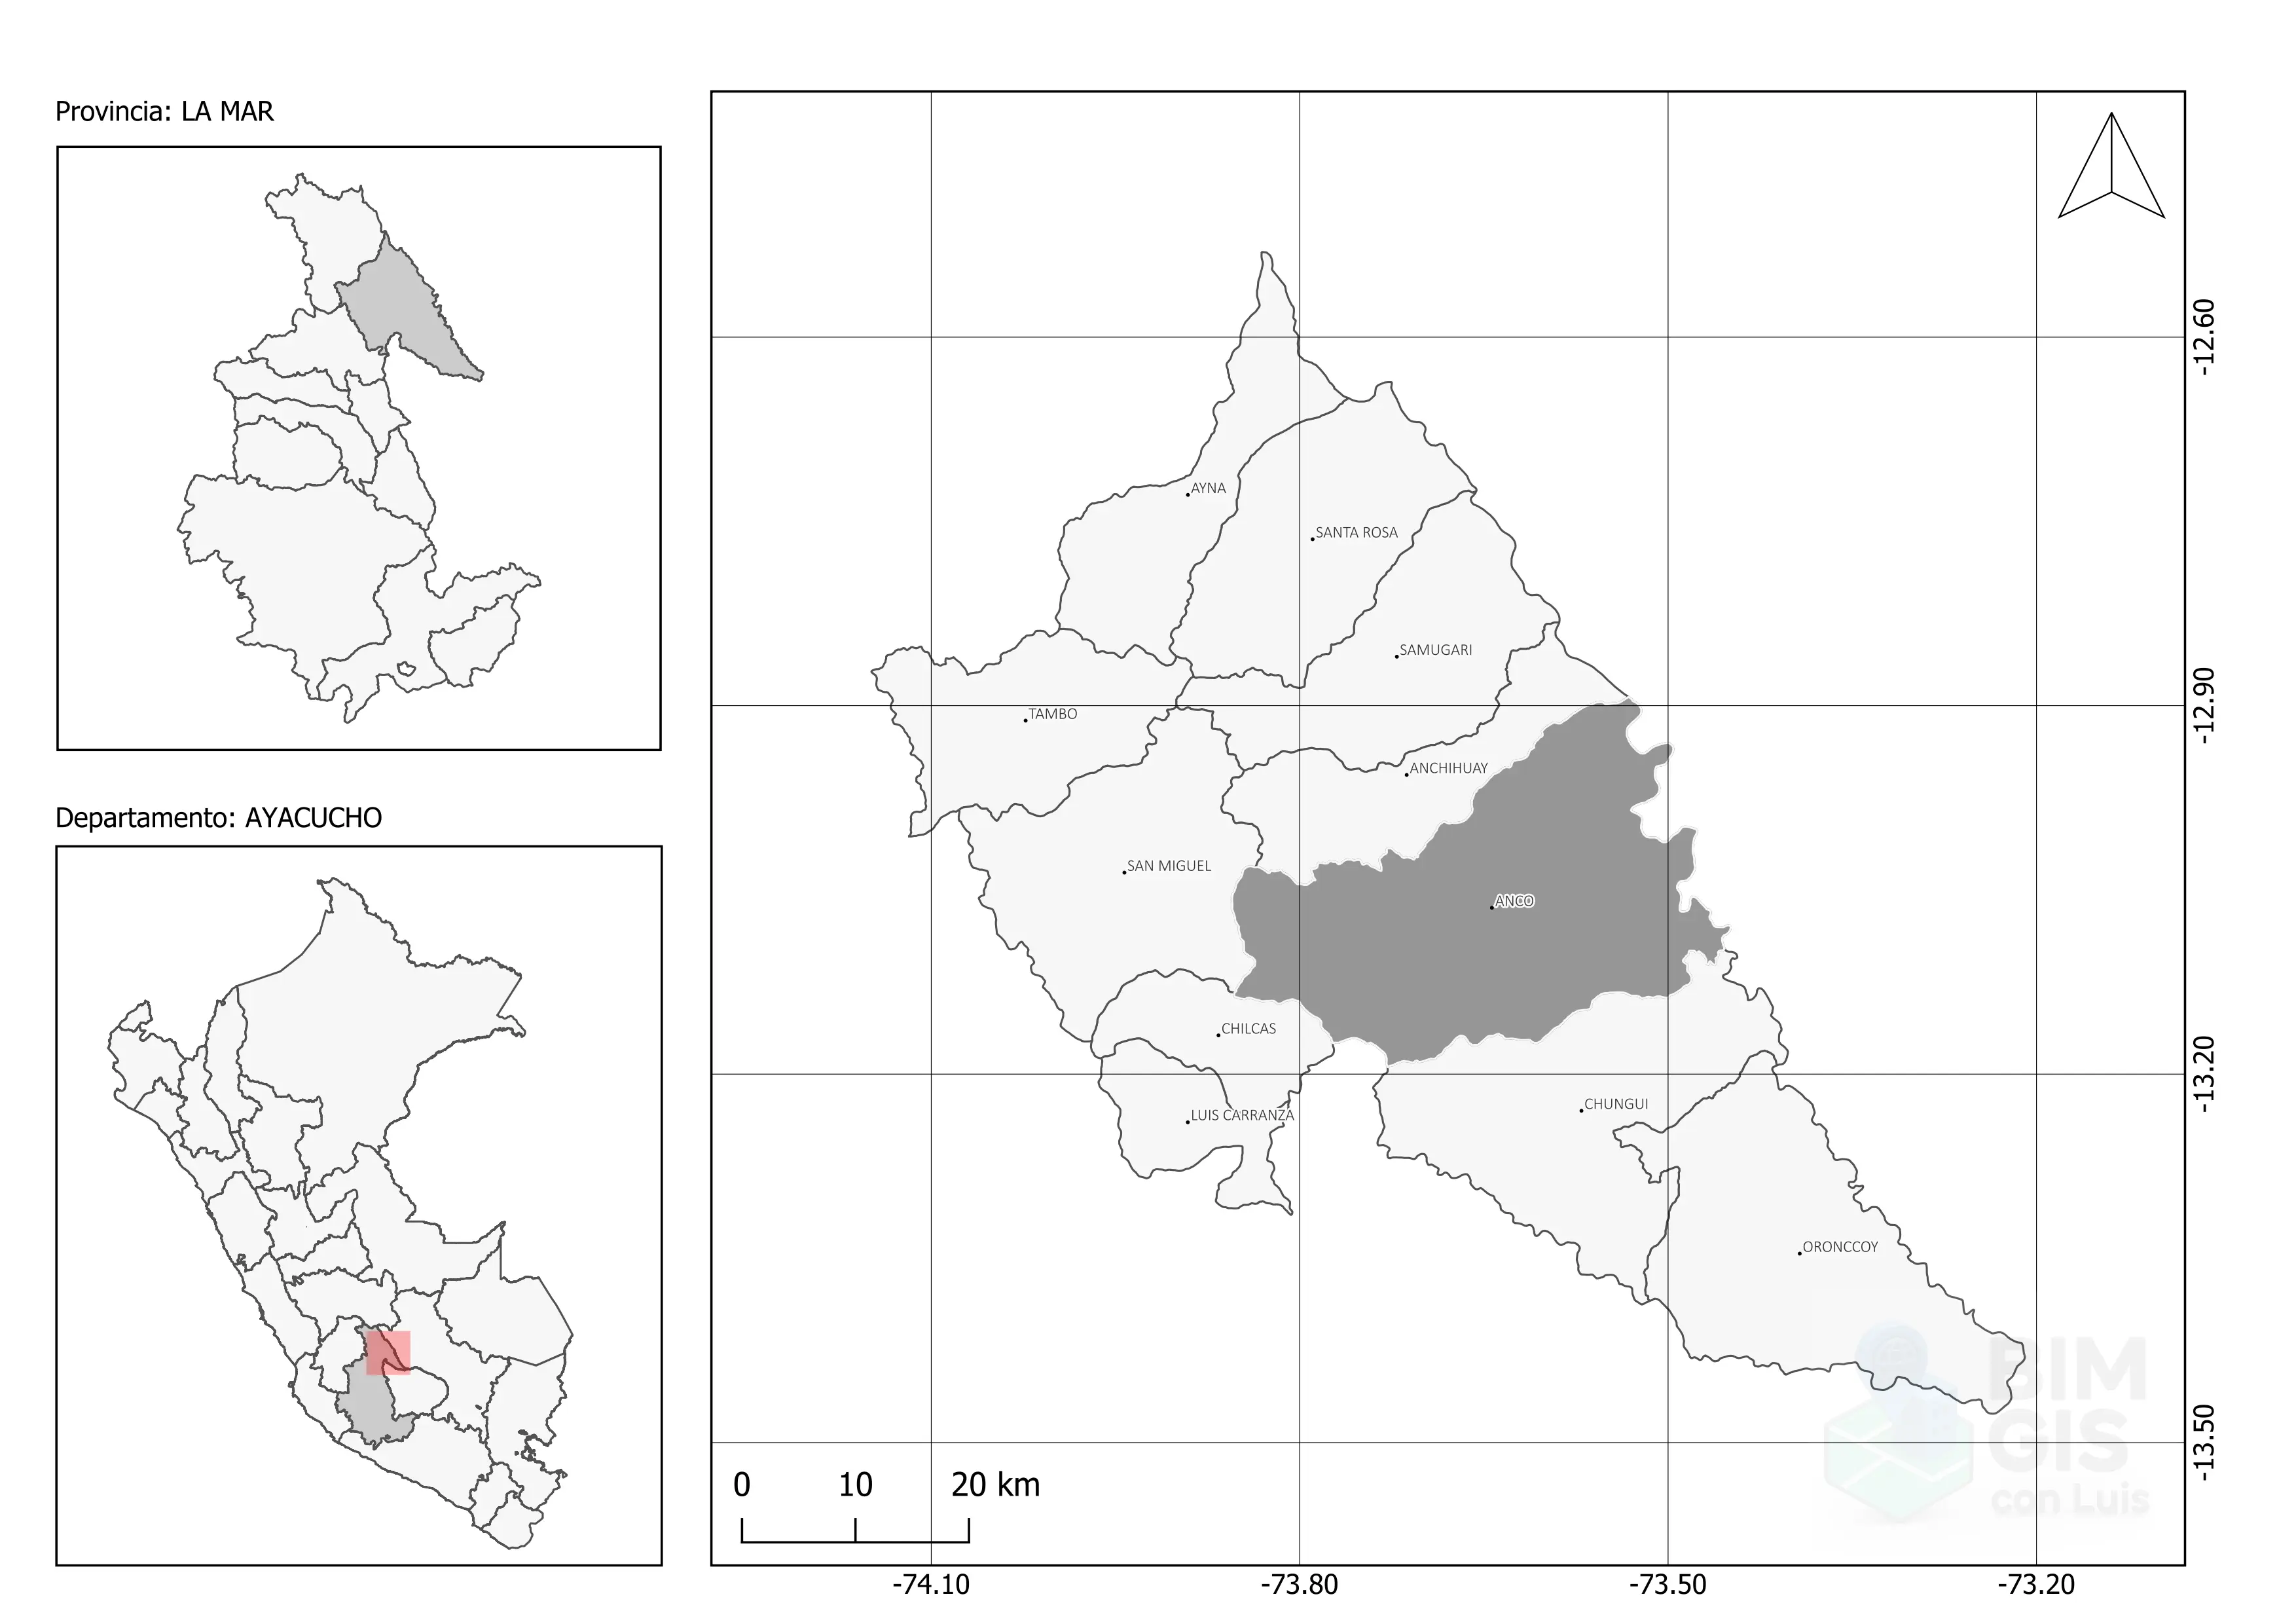 Provincia: LA MAR
Departamento: AYACUCHO
AYNA
SANTA ROSA
SAMUGARI
TAMBO
ANCHIHUAY
SAN MIGUEL
ANCO
CHILCAS
CHUNGUI
LUIS CARRANZA
ORONCCOY
-12.60
-12.90
-13.20
-13.50
0 10 20 km
-74.10 -73.80 -73.50 -73.20
BIM
GIS
con Luis